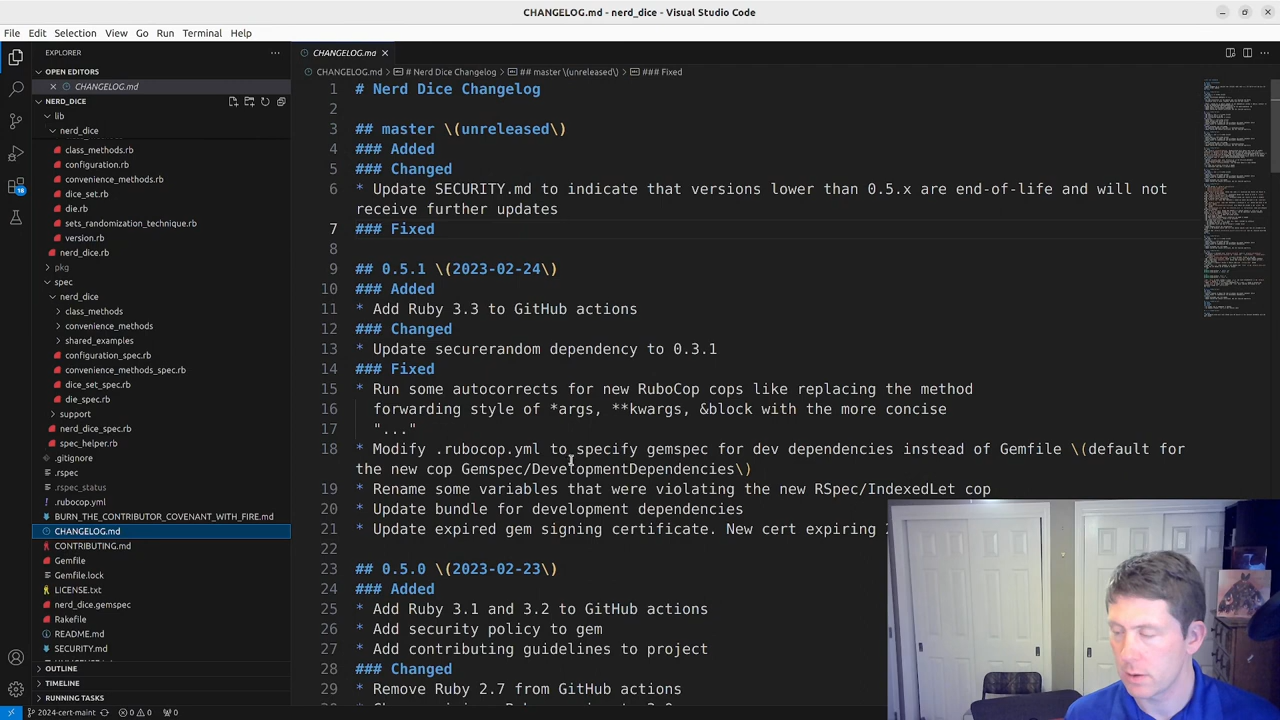 CHANGELOG.md - nerd_dice - Visual Studio Code
File Edit Selection View Go Run Terminal Help
EXPLORER
OPEN EDITORS
CHANGELOG.md
NERD_DICE
lib
nerd_dice
class_methods.rb
configuration.rb
convenience_methods.rb
dice_set.rb
die.rb
sets_randomization_technique.rb
version.rb
nerd_dice.rb
pkg
spec
nerd_dice
class_methods
convenience_methods
shared_examples
configuration_spec.rb
convenience_methods_spec.rb
dice_set_spec.rb
die_spec.rb
support
nerd_dice_spec.rb
spec_helper.rb
.gitignore
.rspec
.rspec_status
.rubocop.yml
BURN_THE_CONTRIBUTOR_COVENANT_WITH_FIRE.md
CHANGELOG.md
CONTRIBUTING.md
Gemfile
Gemfile.lock
LICENSE.txt
nerd_dice.gemspec
Rakefile
README.md
SECURITY.md
OUTLINE
TIMELINE
RUNNING TASKS
18
CHANGELOG.md
CHANGELOG.md > # Nerd Dice Changelog > ## master \(unreleased\) > ### Fixed
1 # Nerd Dice Changelog
2
3 ## master \(unreleased\)
4 ### Added
5 ### Changed
6 * Update SECURITY.md to indicate that versions lower than 0.5.x are end-of-life and will not
receive further updates
7 ### Fixed
8
9 ## 0.5.1 \(2023-02-24\)
10 ### Added
11 * Add Ruby 3.3 to GitHub actions
12 ### Changed
13 * Update securerandom dependency to 0.3.1
14 ### Fixed
15 * Run some autocorrects for new RuboCop cops like replacing the method
16 forwarding style of *args, **kwargs, &block with the more concise
17 "..."
18 * Modify .rubocop.yml to specify gemspec for dev dependencies instead of Gemfile \(default for
the new cop Gemspec/DevelopmentDependencies\)
19 * Rename some variables that were violating the new RSpec/IndexedLet cop
20 * Update bundle for development dependencies
21 * Update expired gem signing certificate. New cert expiring
22
23 ## 0.5.0 \(2023-02-23\)
24 ### Added
25 * Add Ruby 3.1 and 3.2 to GitHub actions
26 * Add security policy to gem
27 * Add contributing guidelines to project
28 ### Changed
29 * Remove Ruby 2.7 from GitHub actions
2024-cert-maint 0 0 0